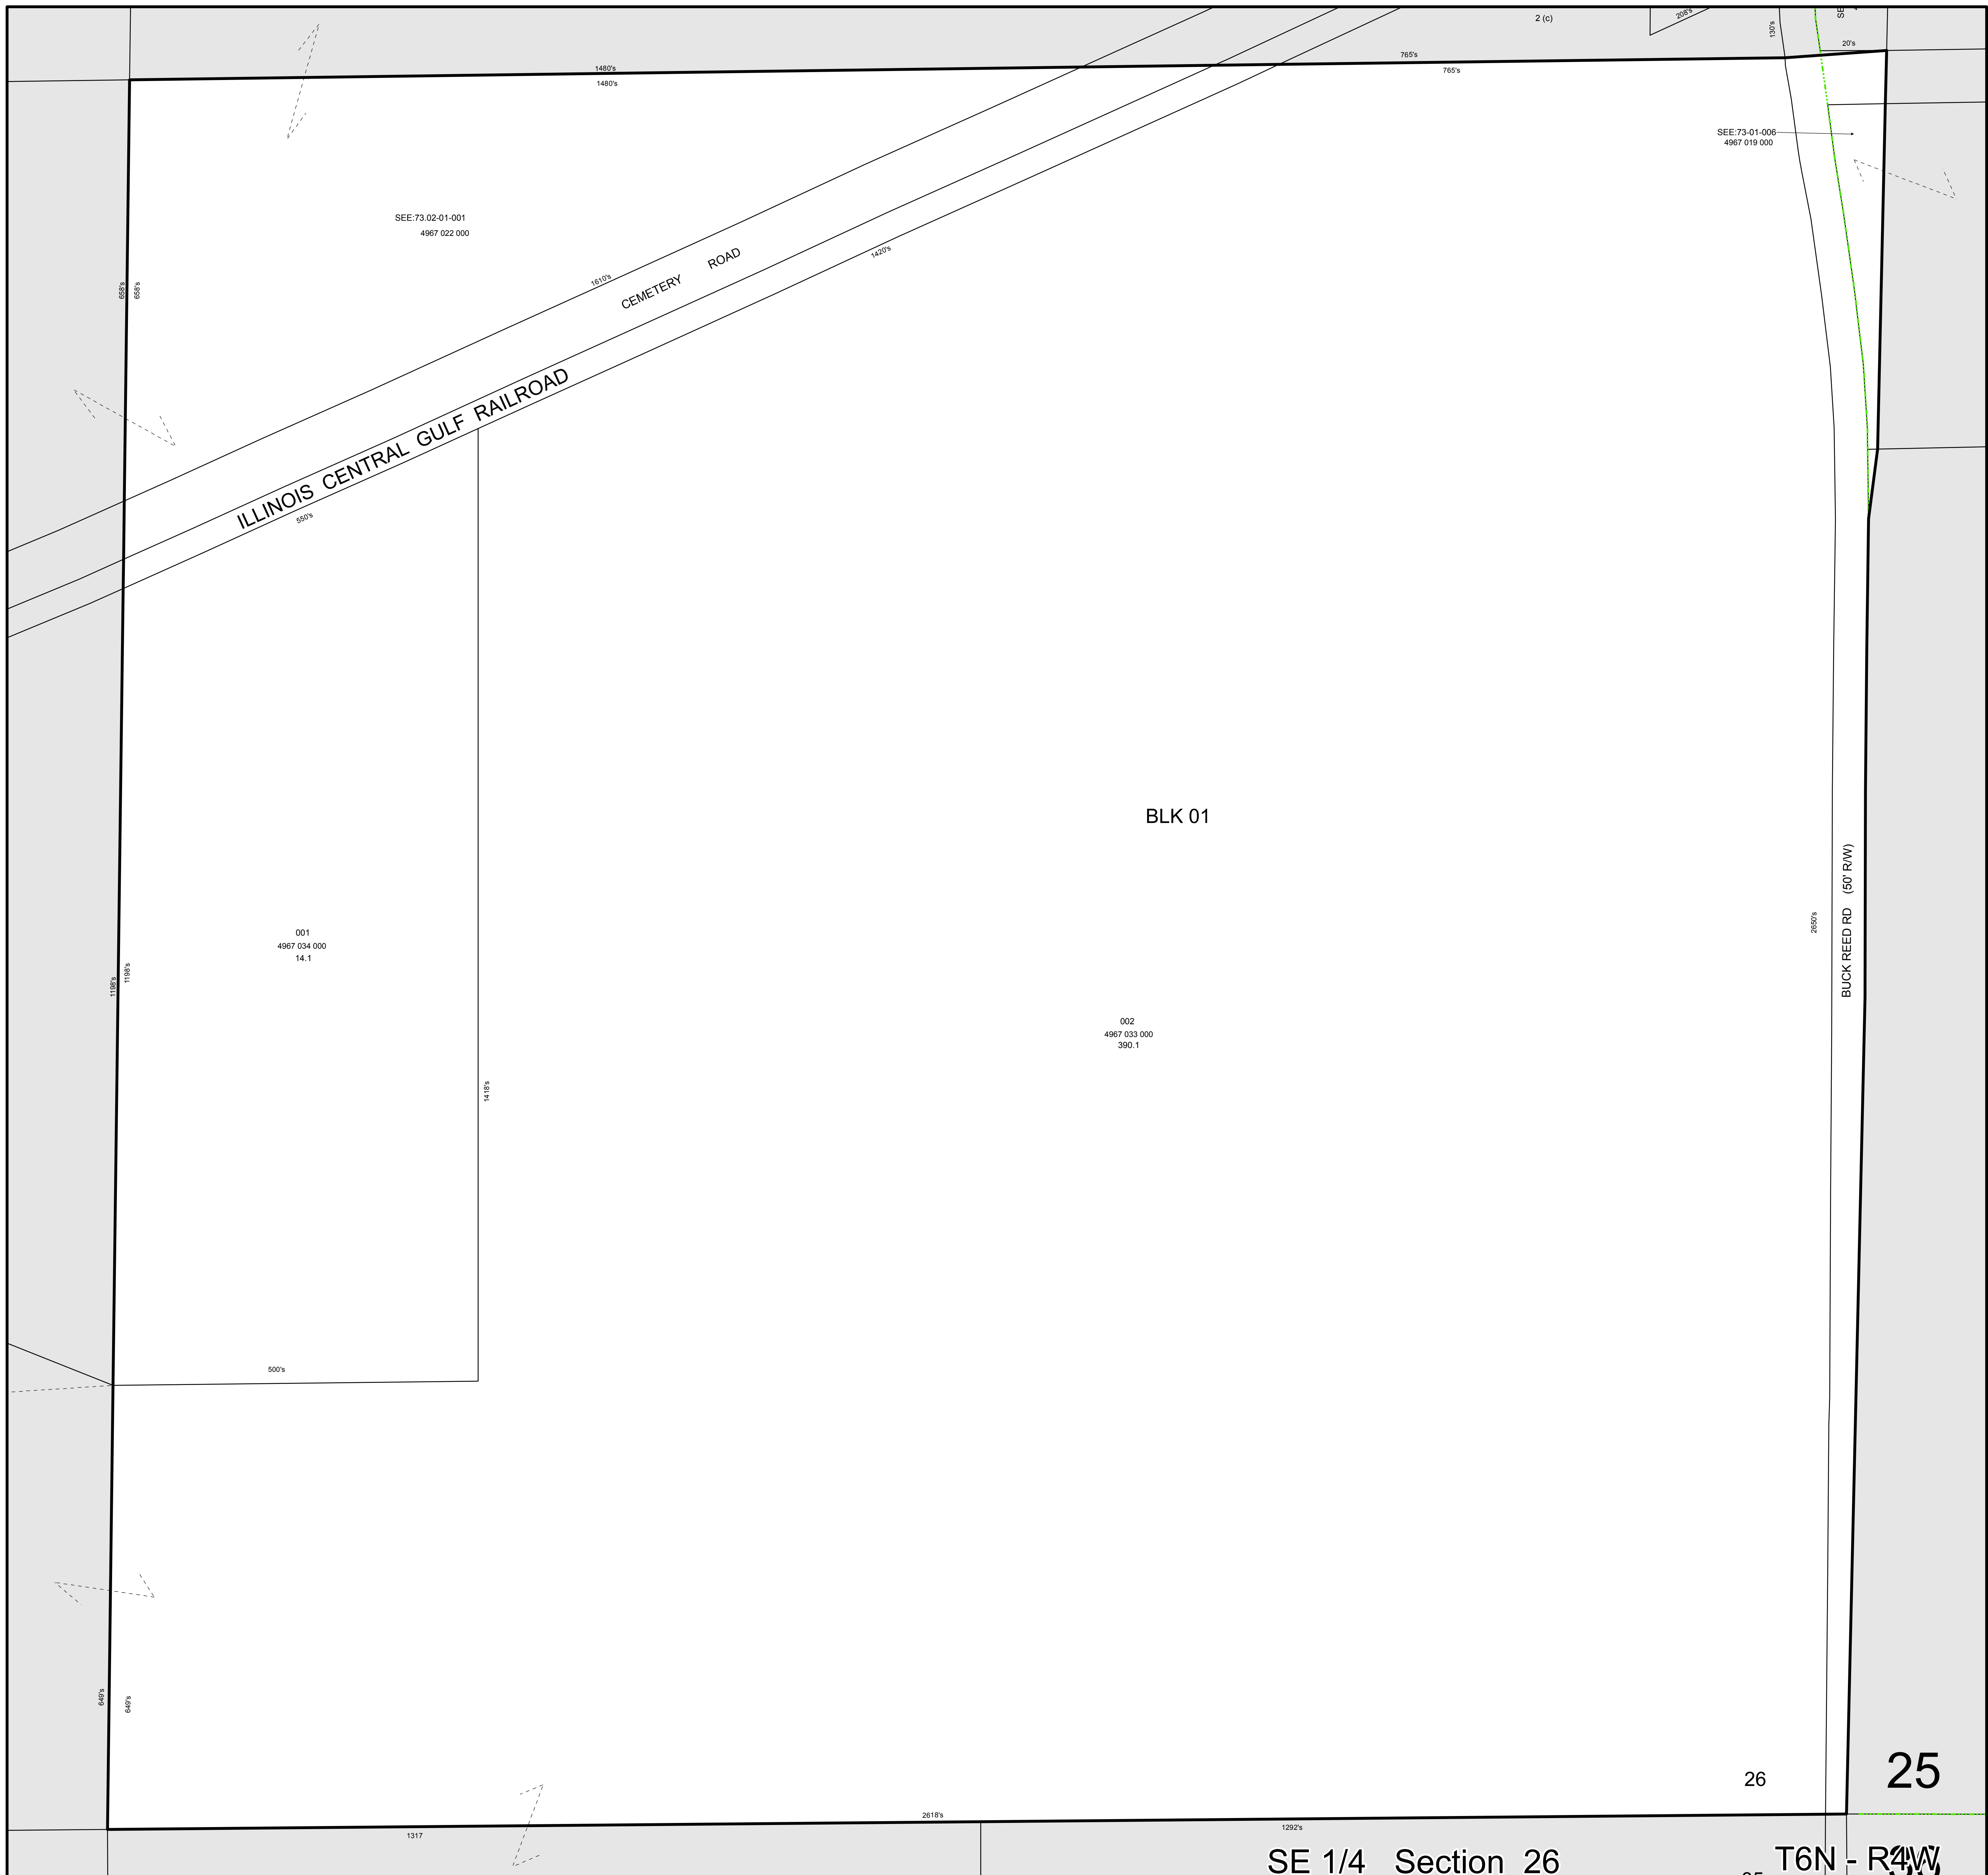 2 (c)
208's
130's
SE
20's
1480's
765's
1480's
765's
SEE:73-01-006
4967 019 000
SEE:73.02-01-001
4967 022 000
658's
658's
1610's
CEMETERY ROAD
1420's
ILLINOIS CENTRAL GULF RAILROAD
550's
BLK 01
BUCK REED RD (50' R/W)
2650's
001
4967 034 000
14.1
1198's
1198's
002
4967 033 000
390.1
1418's
500's
649's
649's
26
25
2618's
1317
1292's
SE 1/4 Section 26
T6N - R4W